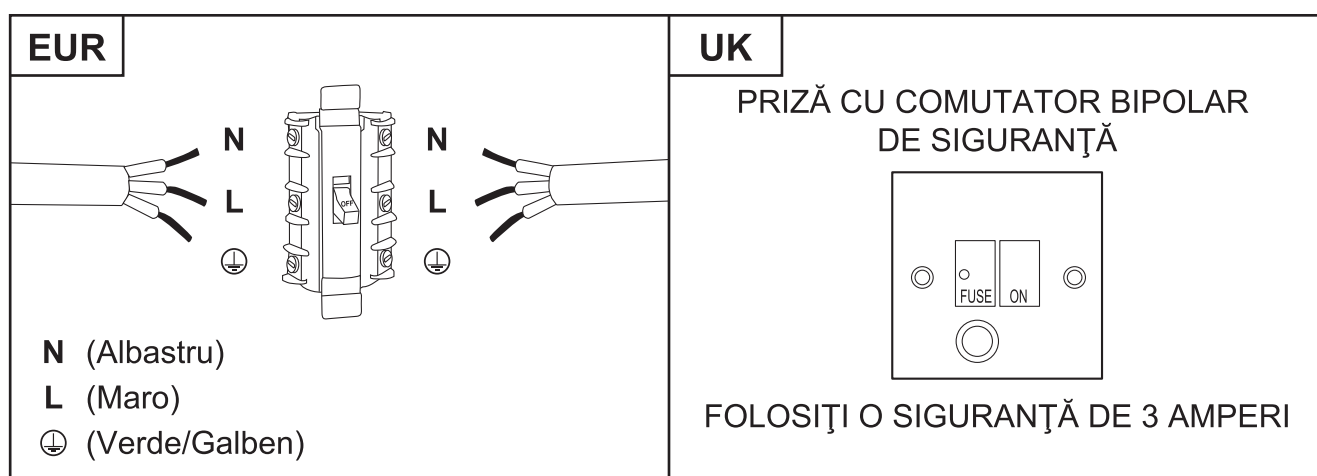 EUR
N
N
L
OFF
L
N (Albastru)
L (Maro)
(Verde/Galben)
UK
PRIZĂ CU COMUTATOR BIPOLAR
DE SIGURANŢĂ
FUSE ON
FOLOSIŢI O SIGURANŢĂ DE 3 AMPERI